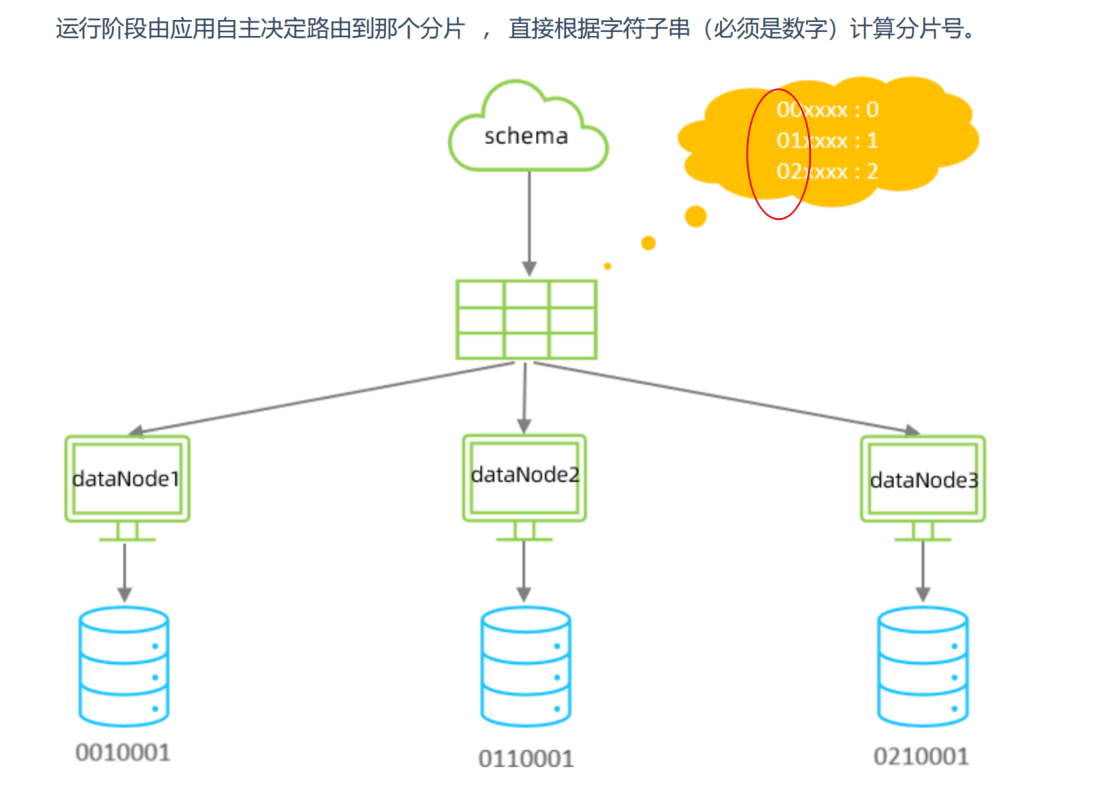 运行阶段由应用自主决定路由到那个分片 ， 直接根据字符子串（必须是数字）计算分片号。
schema
00xxxx : 0
01xxxx : 1
02xxxx : 2
dataNode1
dataNode2
dataNode3
0010001
0110001
0210001